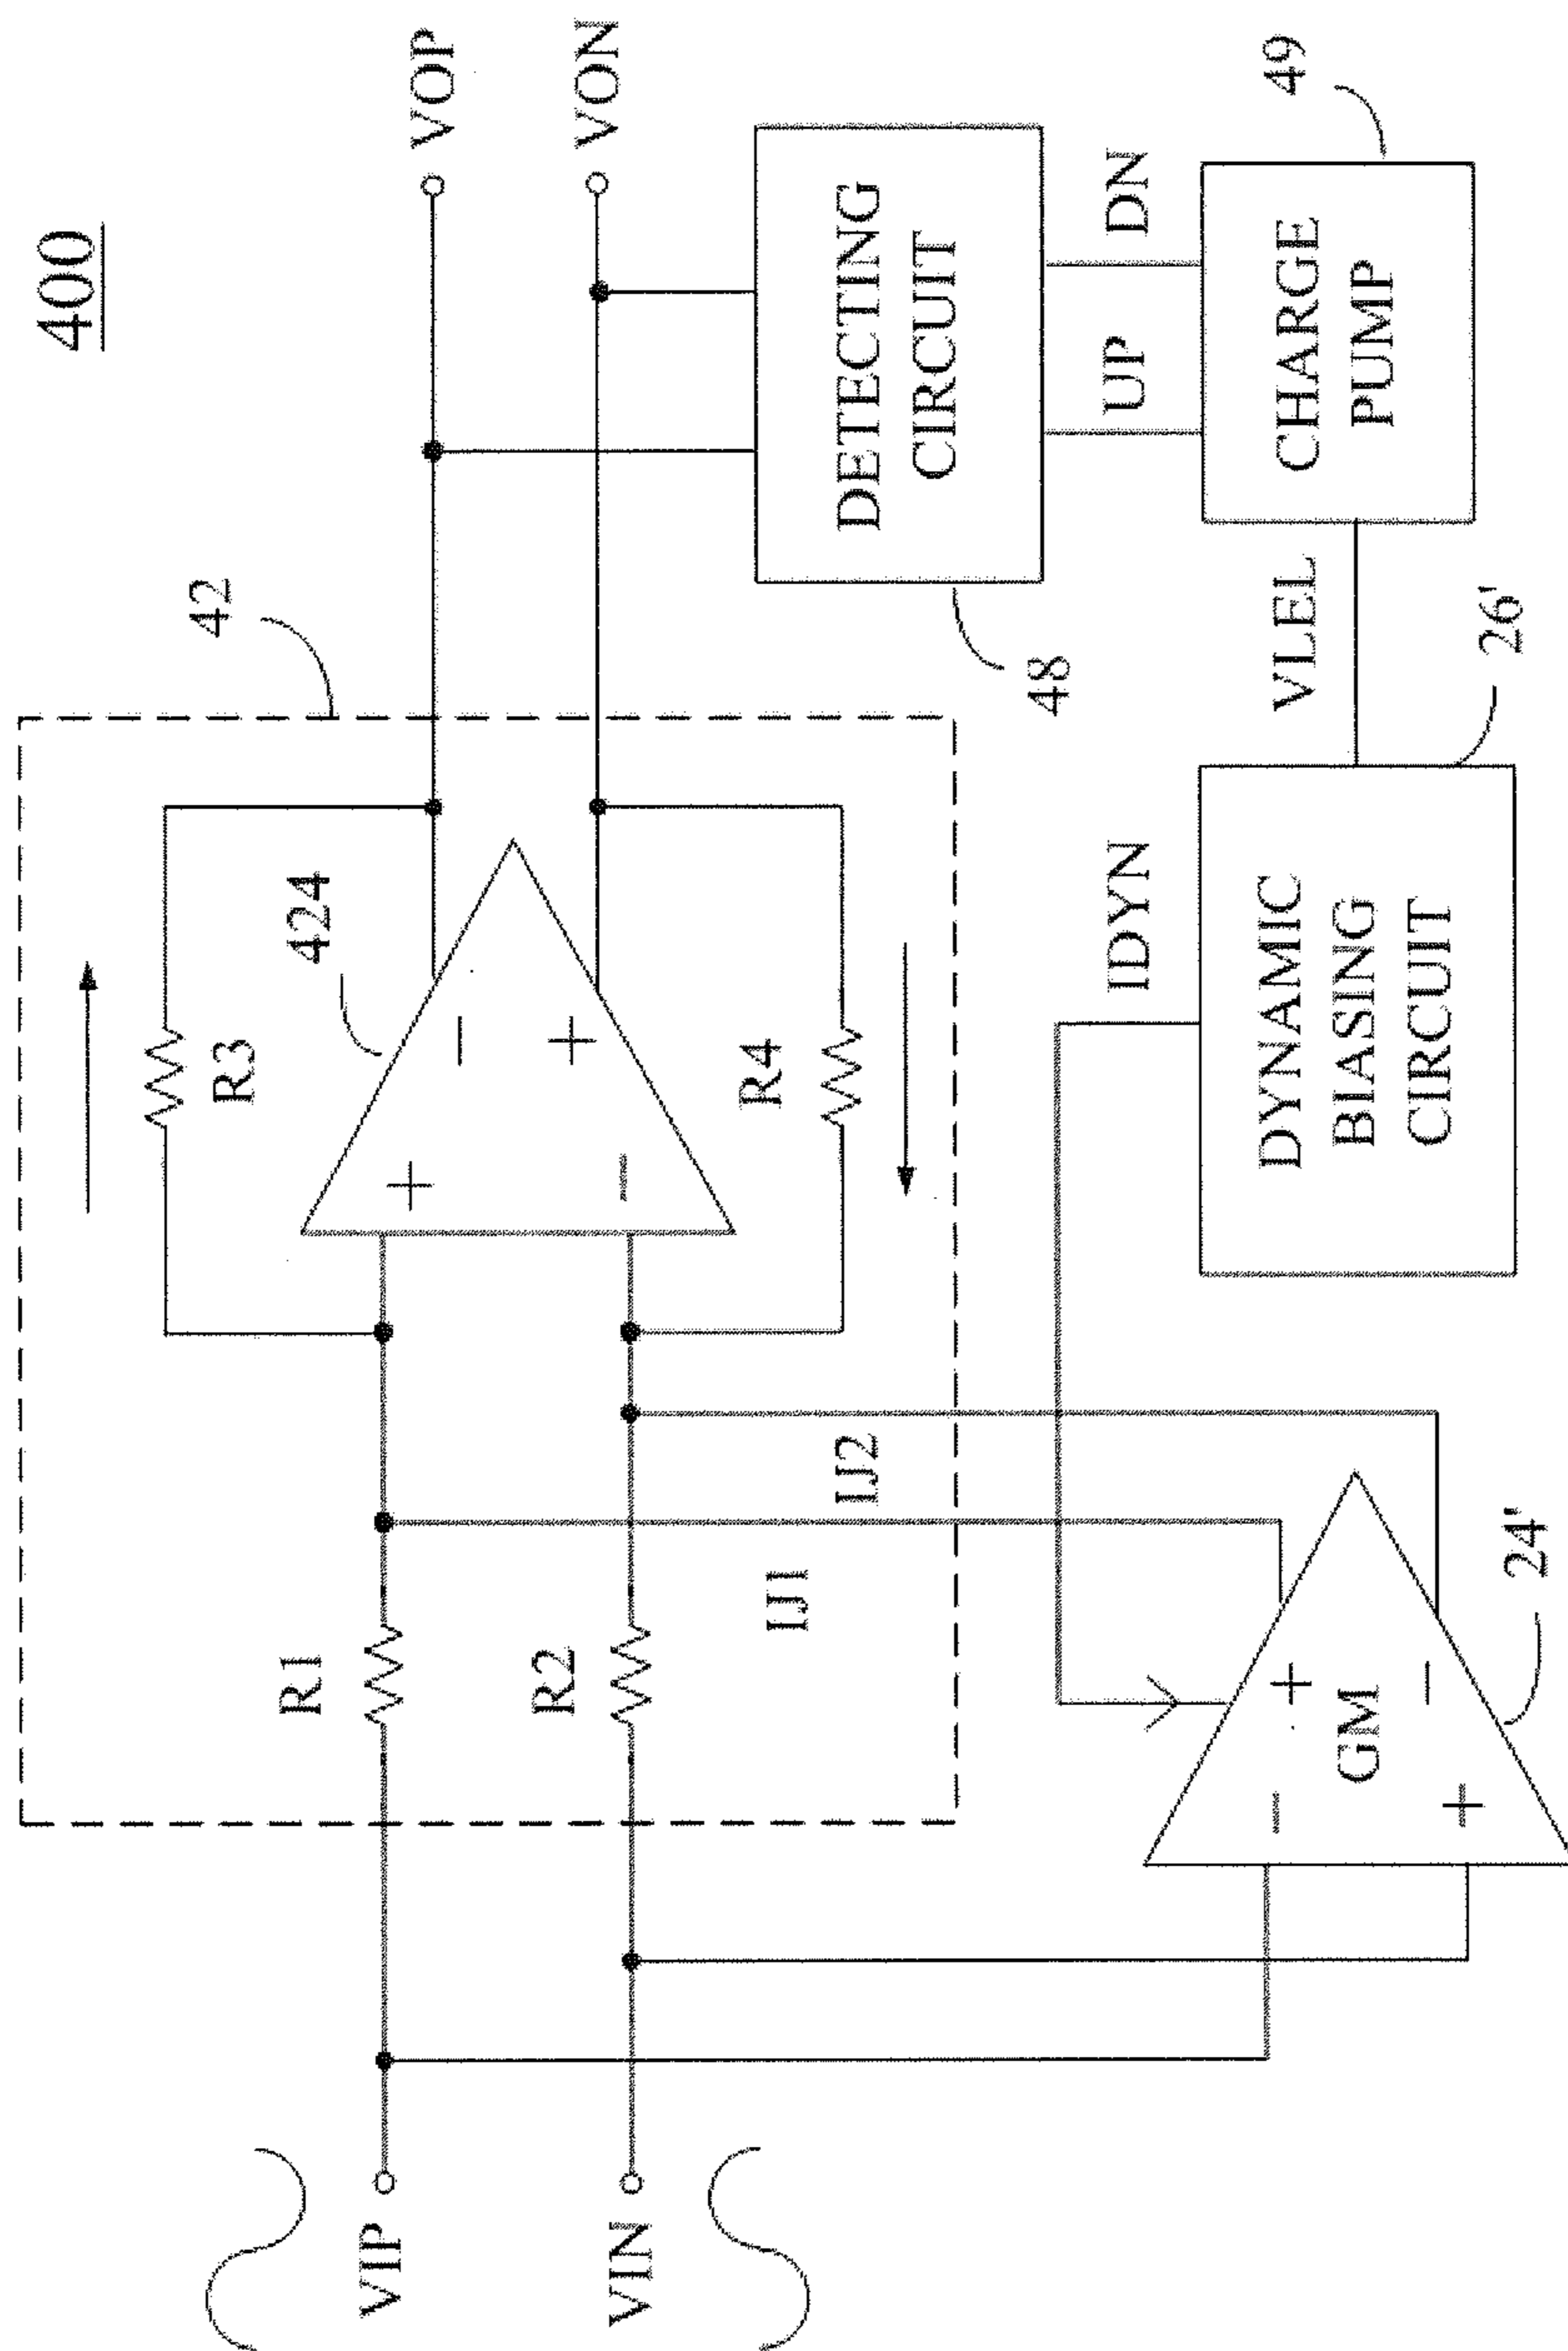 400
42
VOP
VON
R3
424
+
−
−
+
R4
R1
R2
VIP
VIN
IJ1
IJ2
DETECTING
CIRCUIT
48
UP
DN
CHARGE
PUMP
49
VLEL
IDYN
DYNAMIC
BIASING
CIRCUIT
26'
−
+
GM
+
−
24'